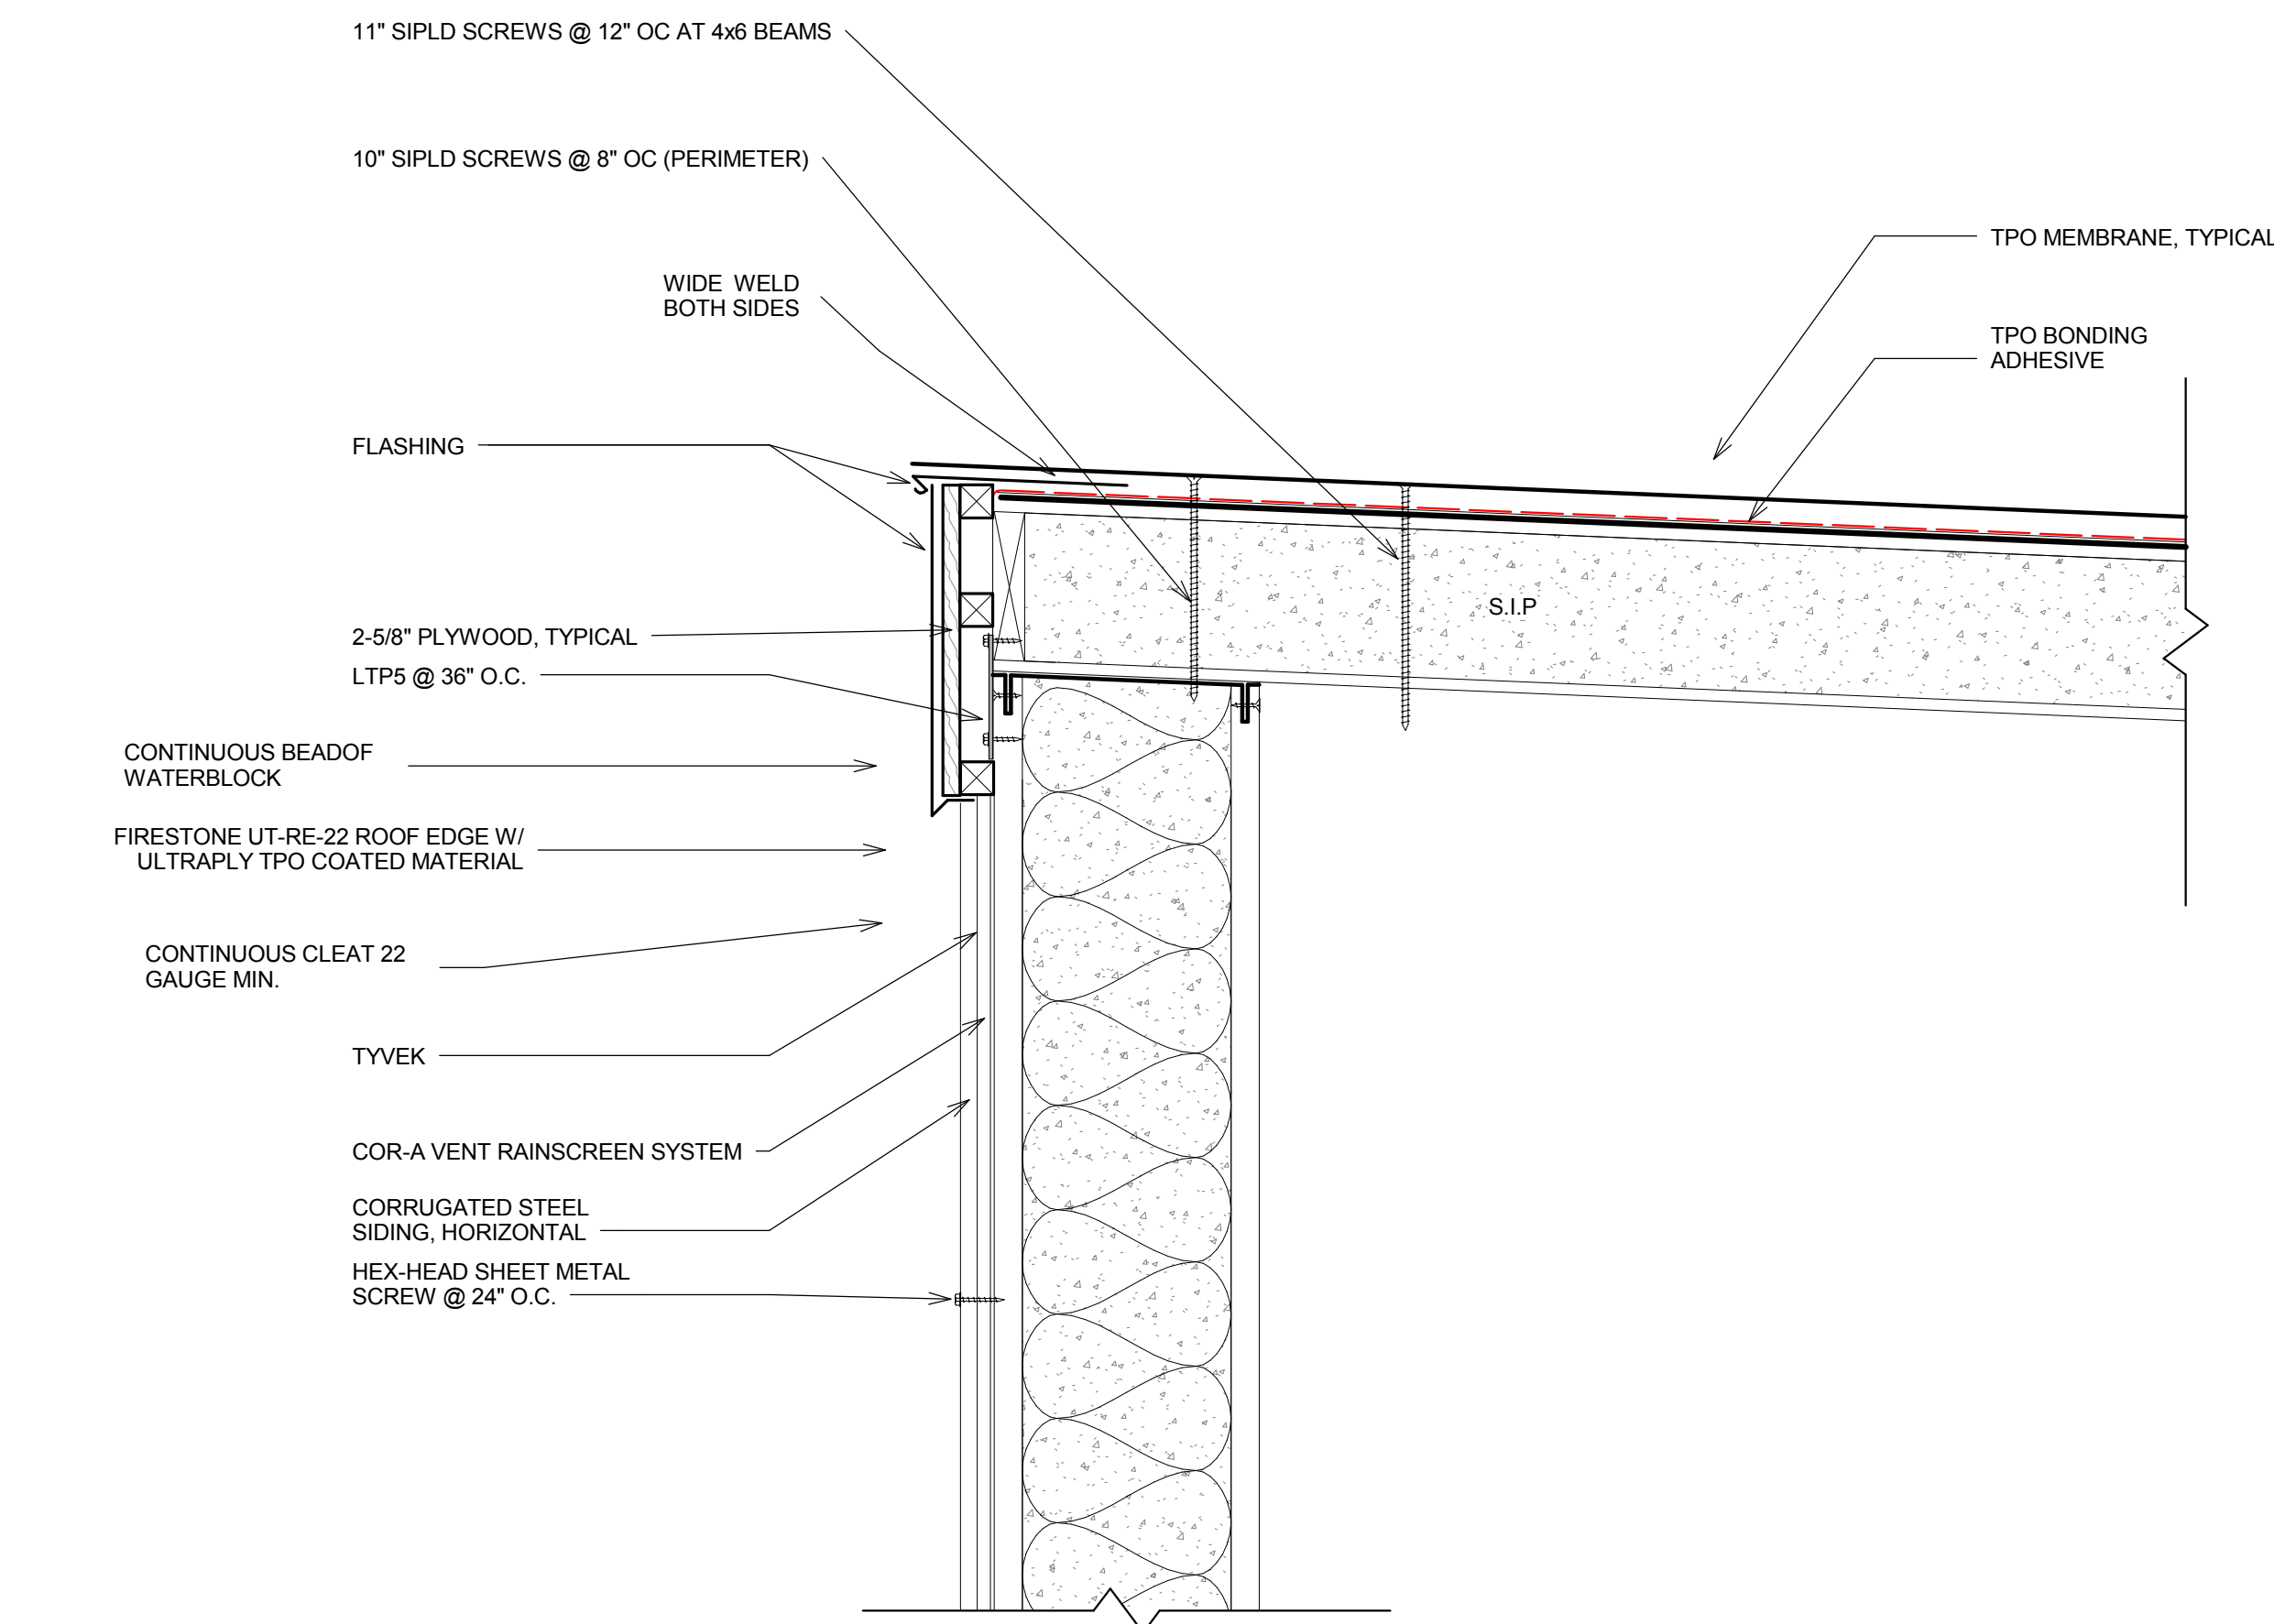 11" SIPLD SCREWS @ 12" OC AT 4x6 BEAMS
10" SIPLD SCREWS @ 8" OC (PERIMETER)
WIDE WELD
BOTH SIDES
TPO MEMBRANE, TYPICAL
TPO BONDING
ADHESIVE
FLASHING
S.I.P
2-5/8" PLYWOOD, TYPICAL
LTP5 @ 36" O.C.
CONTINUOUS BEADOF
WATERBLOCK
FIRESTONE UT-RE-22 ROOF EDGE W/
ULTRAPLY TPO COATED MATERIAL
CONTINUOUS CLEAT 22
GAUGE MIN.
TYVEK
COR-A VENT RAINSCREEN SYSTEM
CORRUGATED STEEL
SIDING, HORIZONTAL
HEX-HEAD SHEET METAL
SCREW @ 24" O.C.